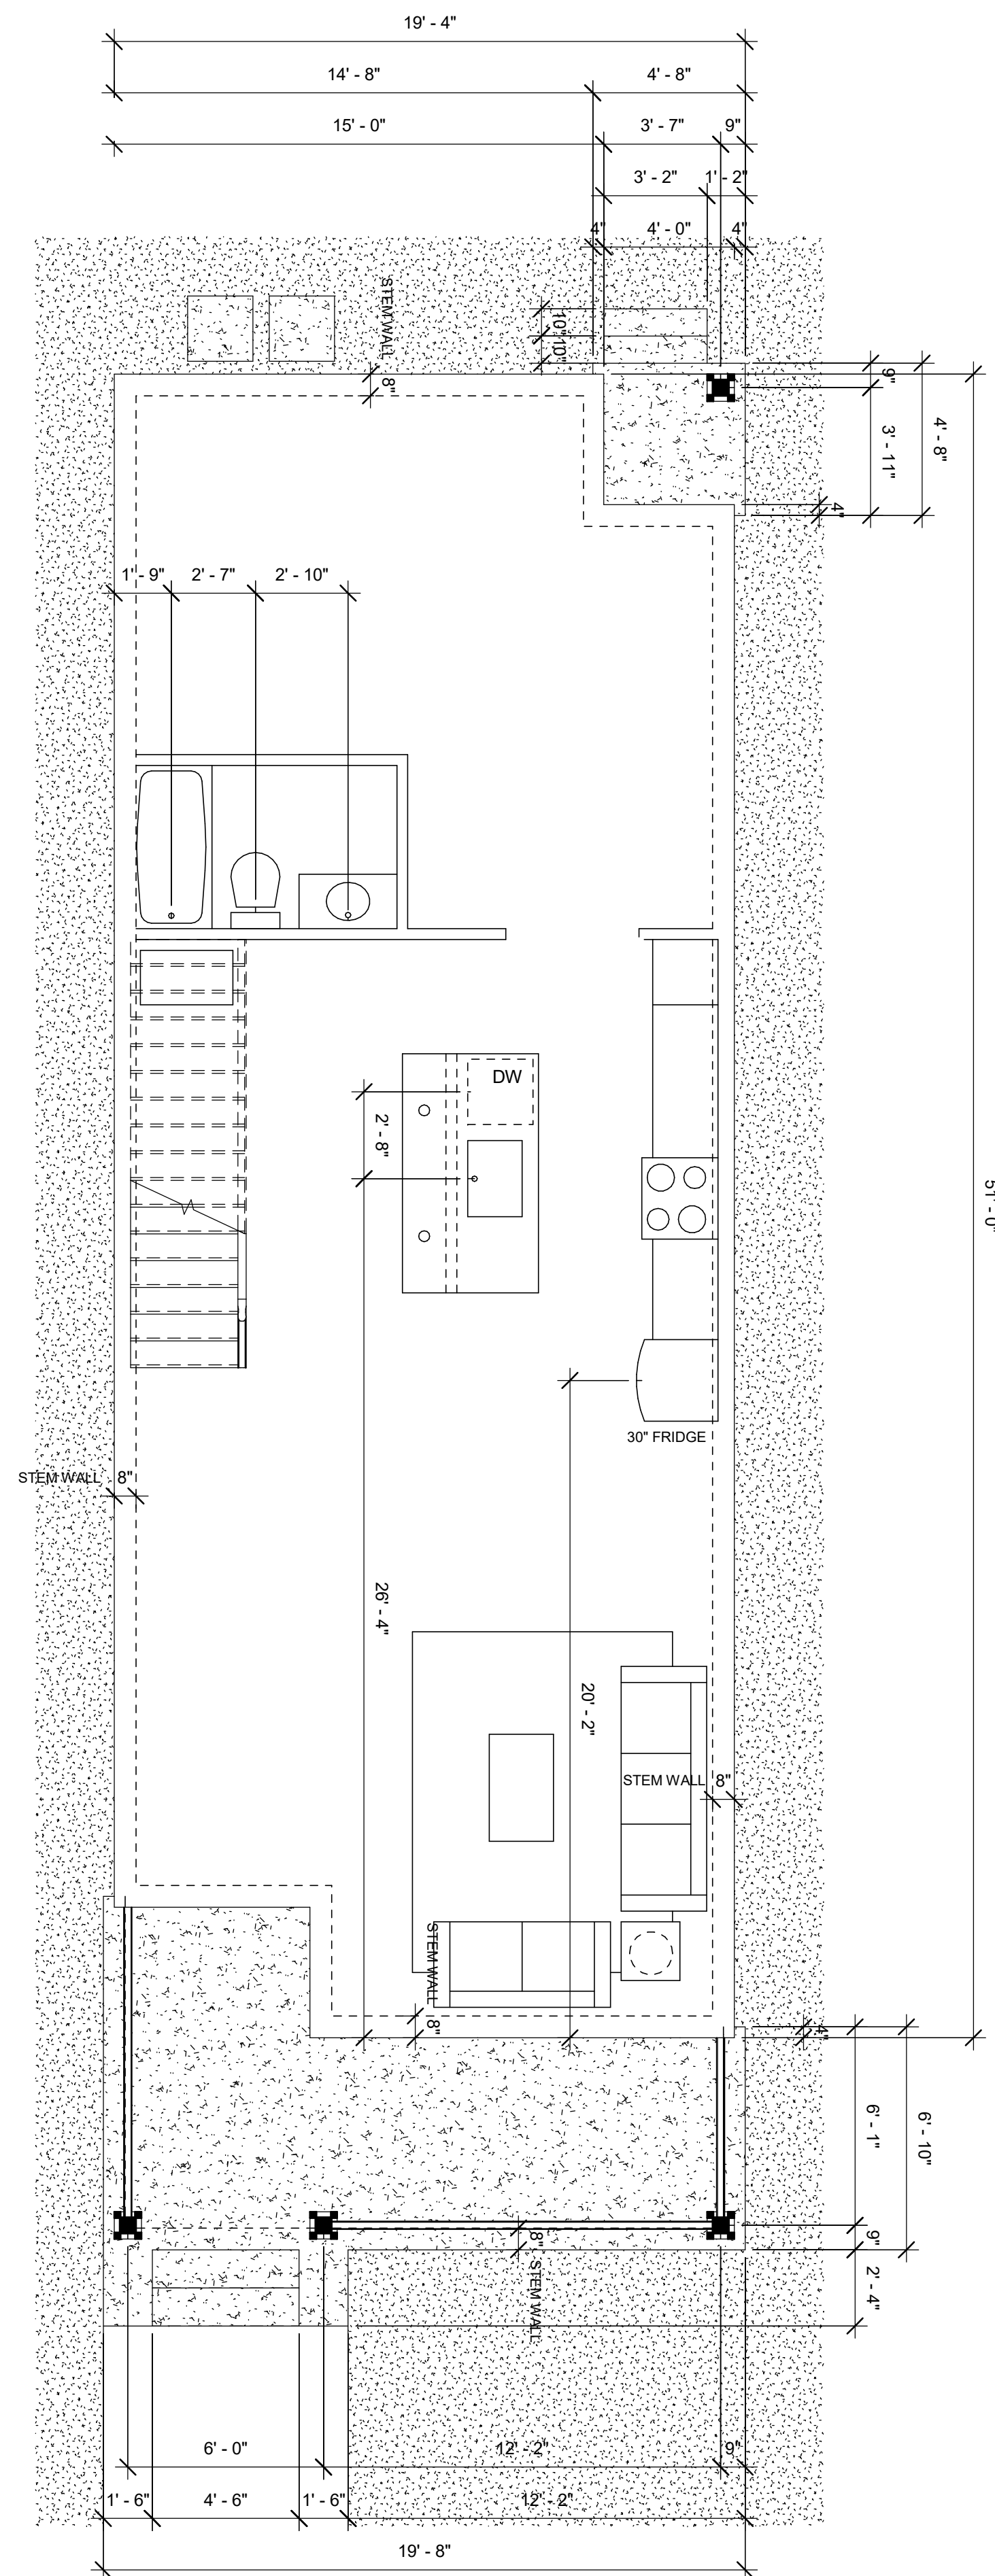 19' - 4"
14' - 8"
4' - 8"
15' - 0"
3' - 7"
9"
3' - 2"
1' - 2"
4"
4' - 0"
4"
STEM WALL
10"
10"
8"
9"
3' - 11"
4' - 8"
4"
1' - 9"
2' - 7"
2' - 10"
DW
2' - 8"
51' - 0"
30" FRIDGE
STEM WALL
8"
26' - 4"
20' - 2"
STEM WALL
8"
STEM WALL
8"
4"
6' - 1"
6' - 10"
8"
STEM WALL
9"
2' - 4"
6' - 0"
12' - 2"
9"
1' - 6"
4' - 6"
1' - 6"
12' - 2"
19' - 8"